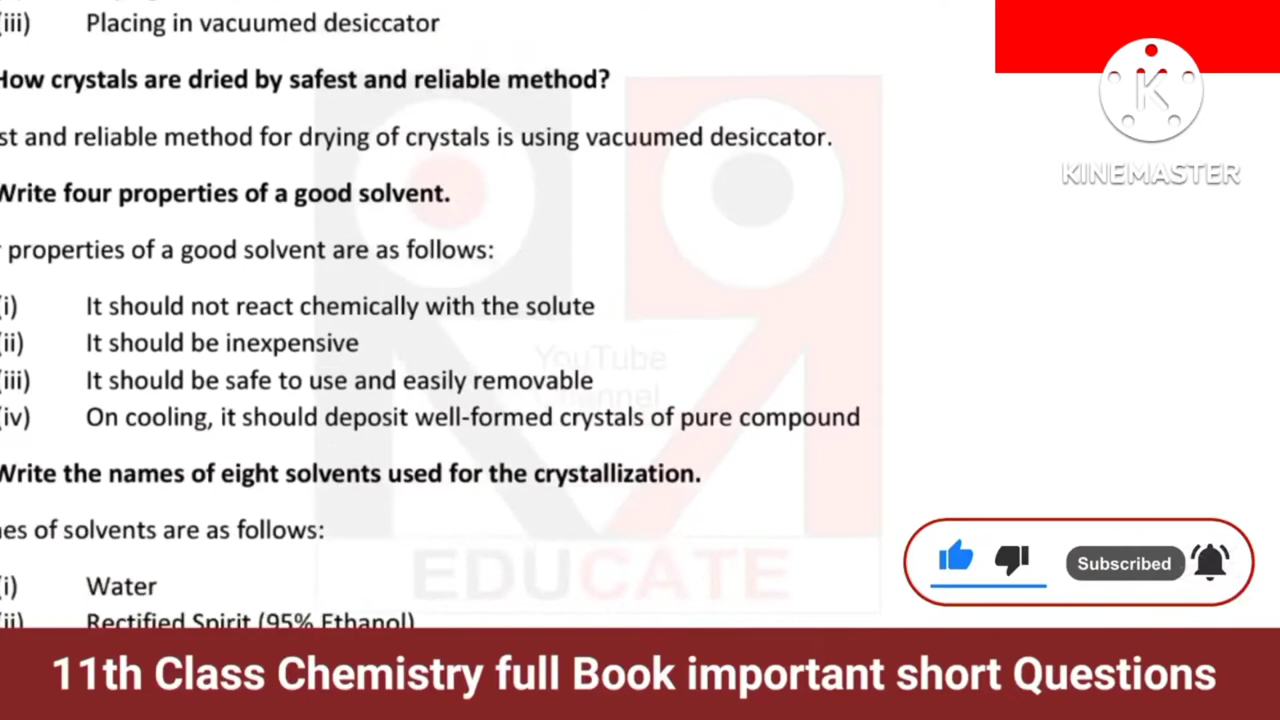 (iii) Placing in vacuumed desiccator
How crystals are dried by safest and reliable method?
st and reliable method for drying of crystals is using vacuumed desiccator.
Write four properties of a good solvent.
properties of a good solvent are as follows:
(i) It should not react chemically with the solute
(ii) It should be inexpensive
(iii) It should be safe to use and easily removable
(iv) On cooling, it should deposit well-formed crystals of pure compound
Write the names of eight solvents used for the crystallization.
nes of solvents are as follows:
(i) Water
(ii) Rectified Spirit (95% Ethanol)
YouTube
Channel
EDUCATE
K
KINEMASTER
Subscribed
11th Class Chemistry full Book important short Questions